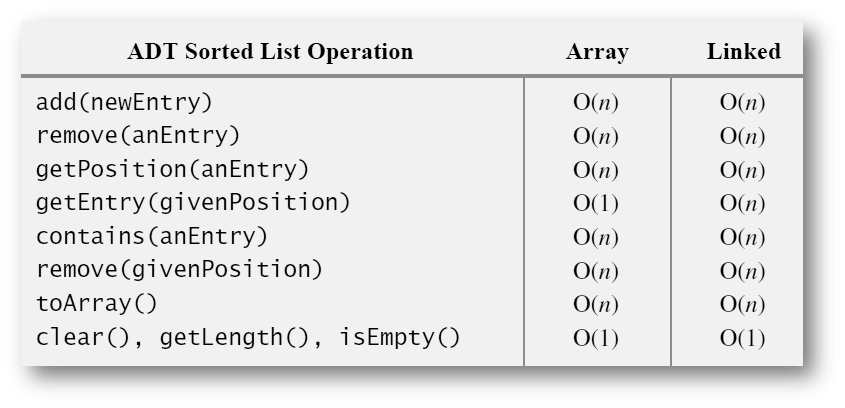 ADT Sorted List Operation Array Linked
add(newEntry) O(n) O(n)
remove(anEntry) O(n) O(n)
getPosition(anEntry) O(n) O(n)
getEntry(givenPosition) O(1) O(n)
contains(anEntry) O(n) O(n)
remove(givenPosition) O(n) O(n)
toArray() O(n) O(n)
clear(), getLength(), isEmpty() O(1) O(1)